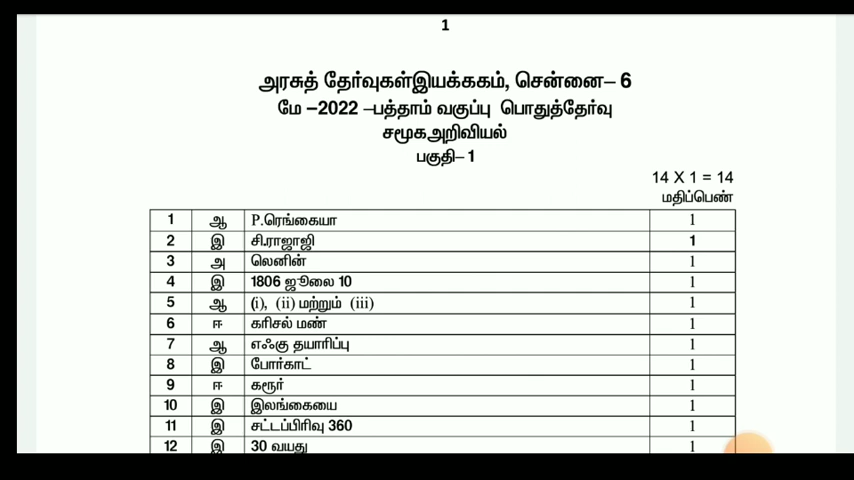 1
அரசுத் தேர்வுகள்இயக்ககம், சென்னை– 6
மே –2022 –பத்தாம் வகுப்பு பொதுத்தேர்வு
சமூகஅறிவியல்
பகுதி– 1
14 X 1 = 14
மதிப்பெண்
1 ஆ P.ரெங்கையா 1
2 இ சி.ராஜாஜி 1
3 அ லெனின் 1
4 இ 1806 ஜூலை 10 1
5 ஆ (i), (ii) மற்றும் (iii) 1
6 ஈ கரிசல் மண் 1
7 ஆ எஃகு தயாரிப்பு 1
8 இ போர்காட் 1
9 ஈ கரூர் 1
10 இ இலங்கையை 1
11 இ சட்டப்பிரிவு 360 1
12 இ 30 வயது 1